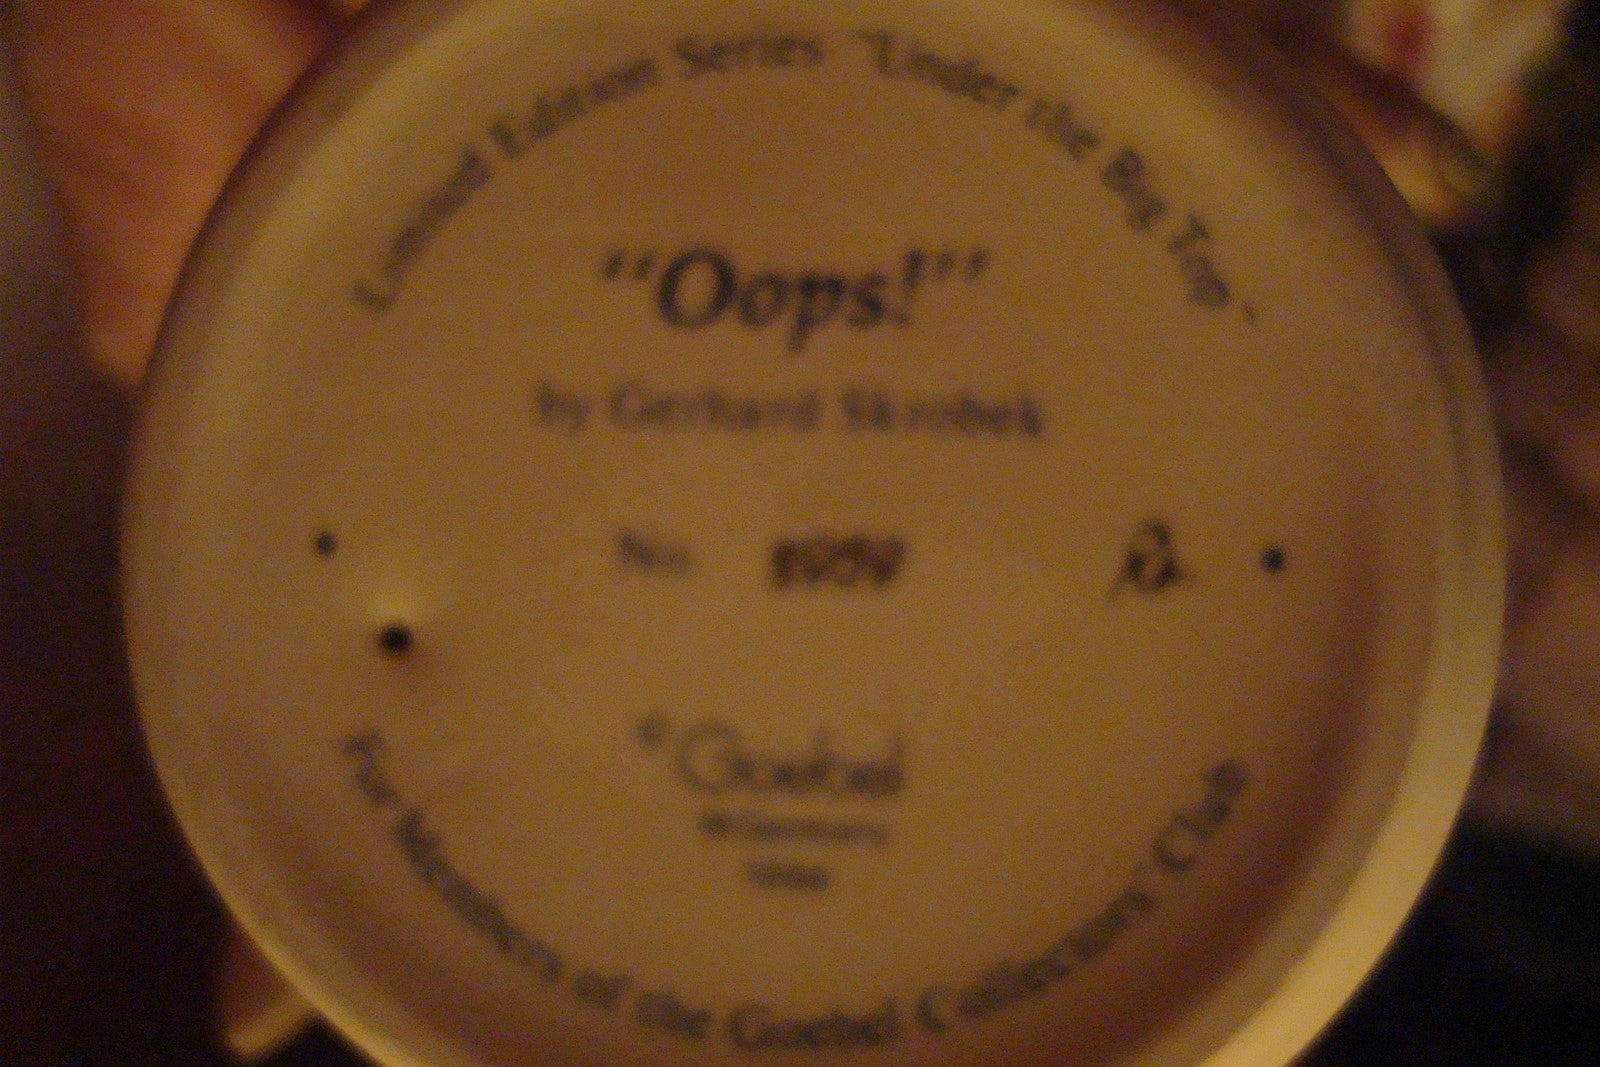 Limited Edition Series "Under the Big Top"
"Oops!"
by Gerhard Skrobek
No.
© Goebel
W.Germany
For Members of the Goebel Collectors' Club